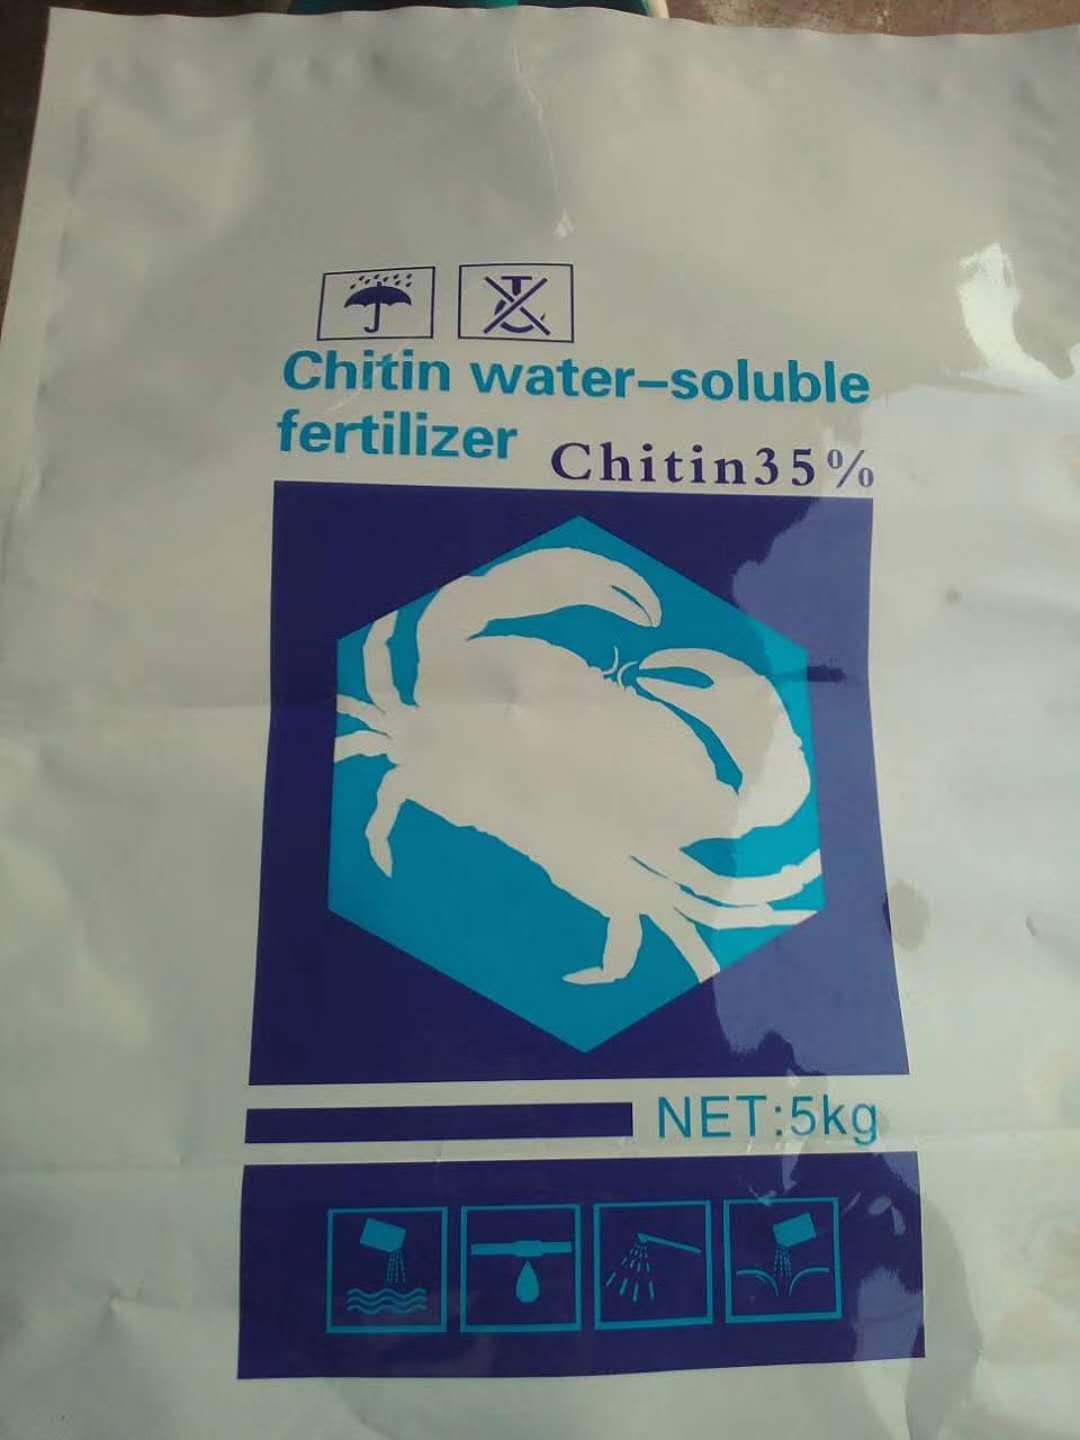 Chitin water-soluble
fertilizer
Chitin35%
NET:5kg